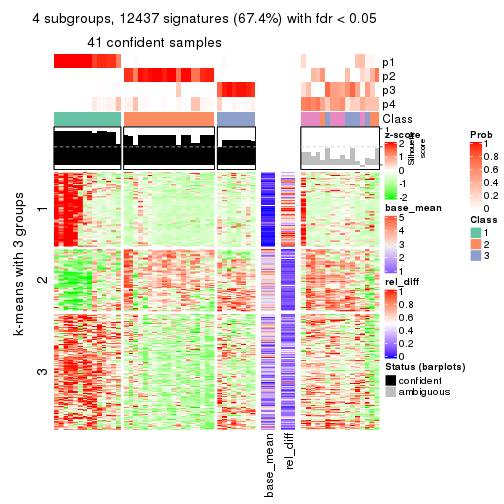 4 subgroups, 12437 signatures (67.4%) with fdr < 0.05
41 confident samples
p1
p2
p3
p4
Class
1
Silhouette
score
k-means with 3 groups
1
2
3
base_mean
rel_diff
z-score
2
1
0
-1
-2
base_mean
5
4
3
2
1
rel_diff
1
0.8
0.6
0.4
0.2
0
Status (barplots)
confident
ambiguous
Prob
1
0.8
0.6
0.4
0.2
0
Class
1
2
3